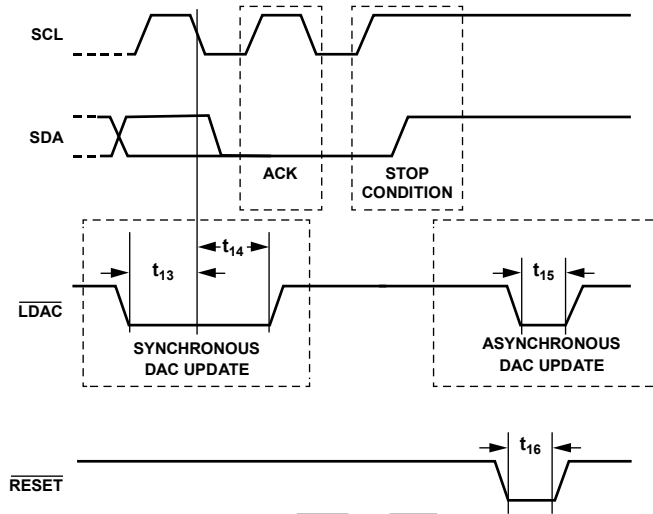 SCL
SDA
ACK
STOP
CONDITION
t14
t13
t15
LDAC
SYNCHRONOUS
DAC UPDATE
ASYNCHRONOUS
DAC UPDATE
t16
RESET